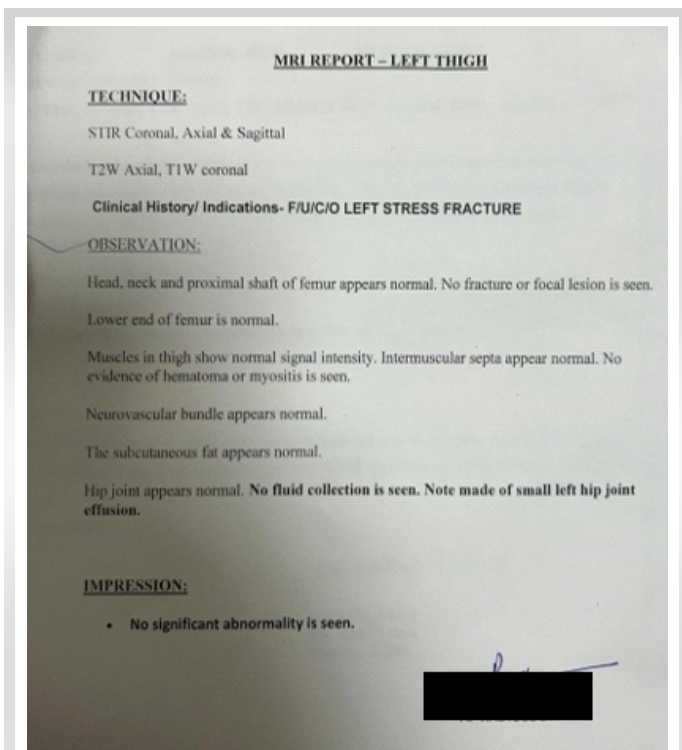 MRI REPORT – LEFT THIGH
TECHNIQUE:
STIR Coronal, Axial & Sagittal
T2W Axial, T1W coronal
Clinical History/ Indications- F/U/C/O LEFT STRESS FRACTURE
OBSERVATION:
Head, neck and proximal shaft of femur appears normal. No fracture or focal lesion is seen.
Lower end of femur is normal.
Muscles in thigh show normal signal intensity. Intermuscular septa appear normal. No
evidence of hematoma or myositis is seen.
Neurovascular bundle appears normal.
The subcutaneous fat appears normal.
Hip joint appears normal. No fluid collection is seen. Note made of small left hip joint
effusion.
IMPRESSION:
• No significant abnormality is seen.